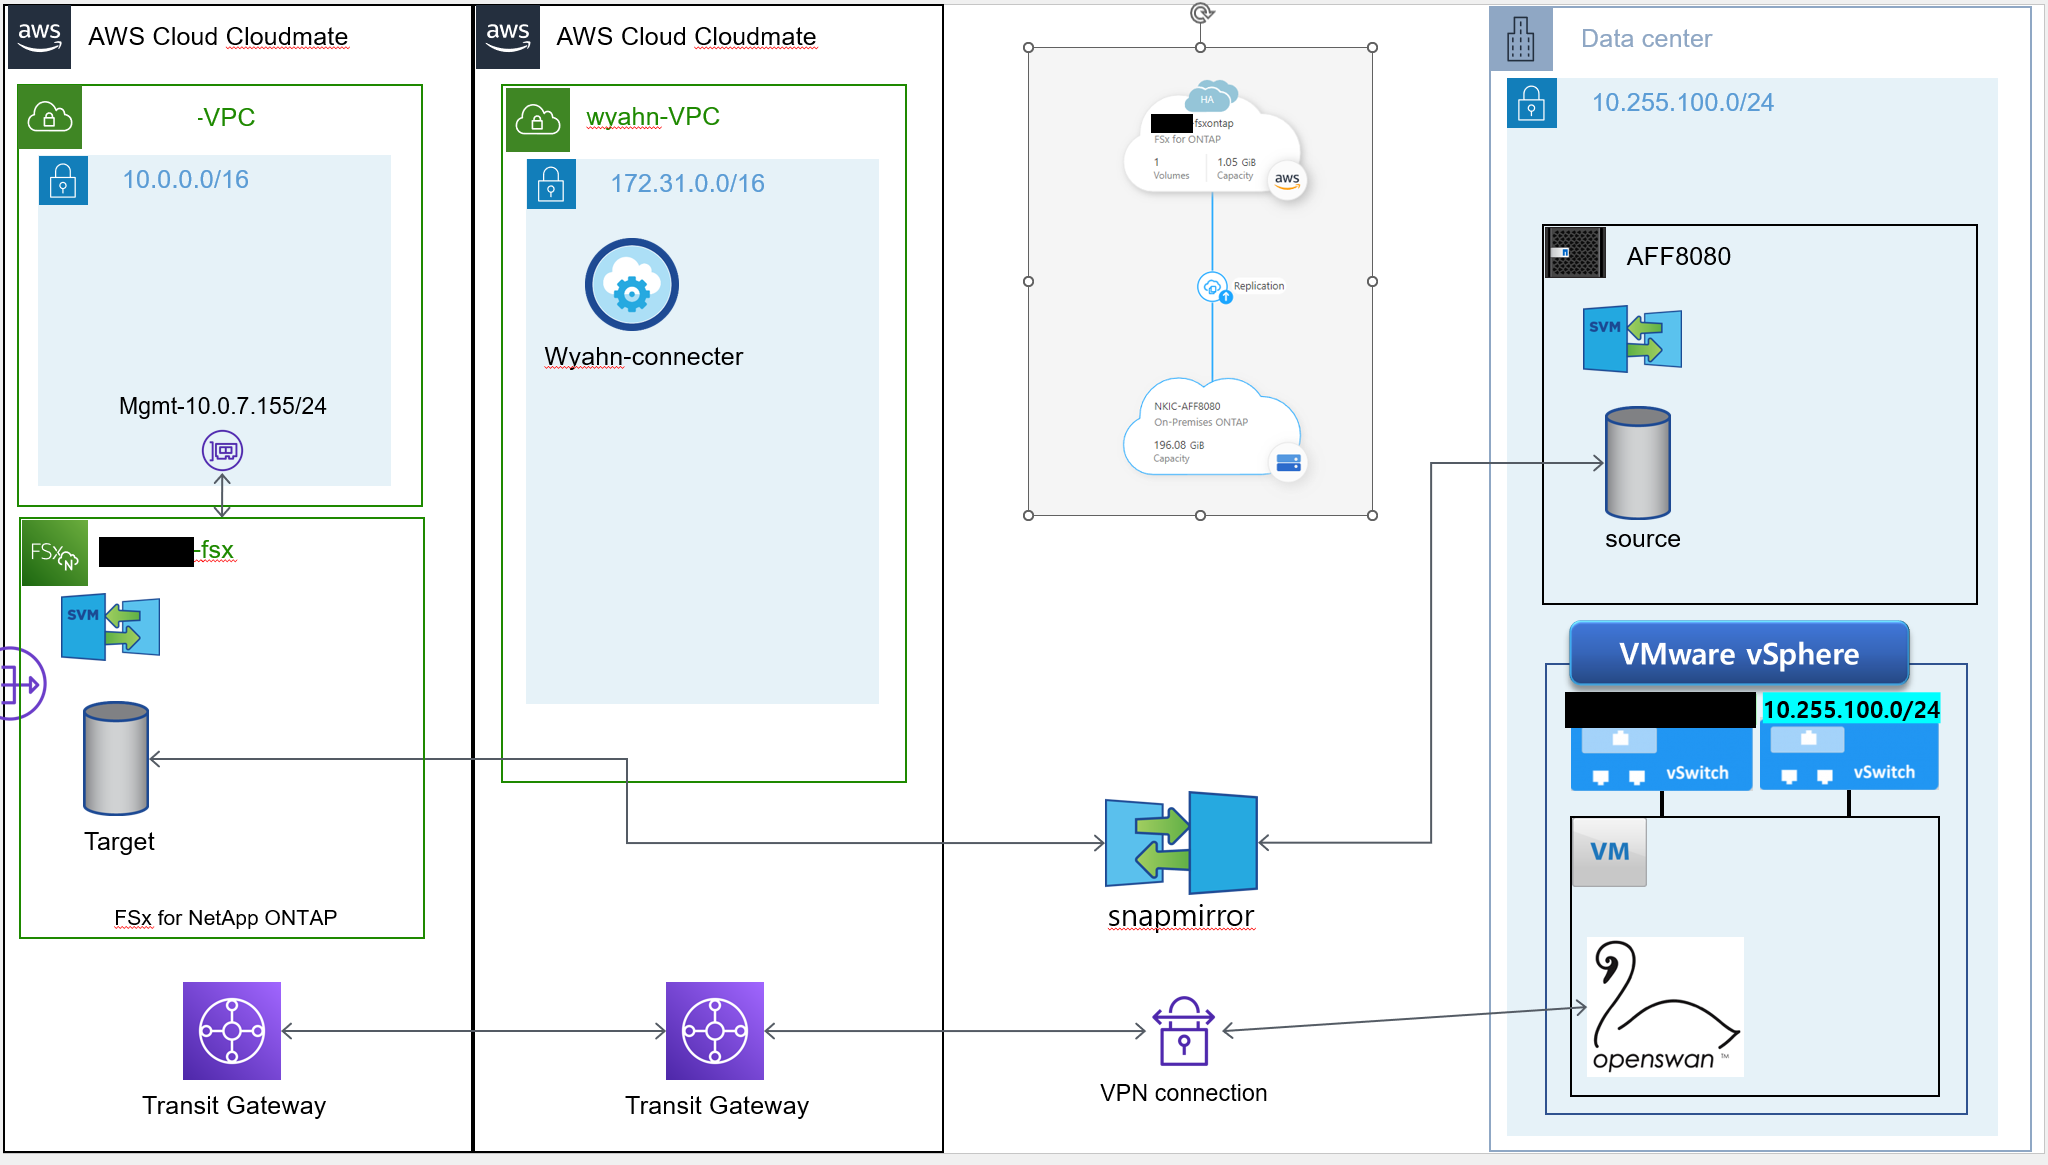 aws
AWS Cloud Cloudmate
-VPC
10.0.0.0/16
Mgmt-10.0.7.155/24
FSx
N
-fsx
SVM
Target
FSx for NetApp ONTAP
Transit Gateway
aws
AWS Cloud Cloudmate
wyahn-VPC
172.31.0.0/16
Wyahn-connecter
Transit Gateway
HA
fsxontap
FSx for ONTAP
1
Volumes
1.05 GiB
Capacity
aws
Replication
NKIC-AFF8080
On-Premises ONTAP
196.08 GiB
Capacity
snapmirror
VPN connection
Data center
10.255.100.0/24
AFF8080
SVM
source
VMware vSphere
10.255.100.0/24
vSwitch
vSwitch
VM
openswan ™